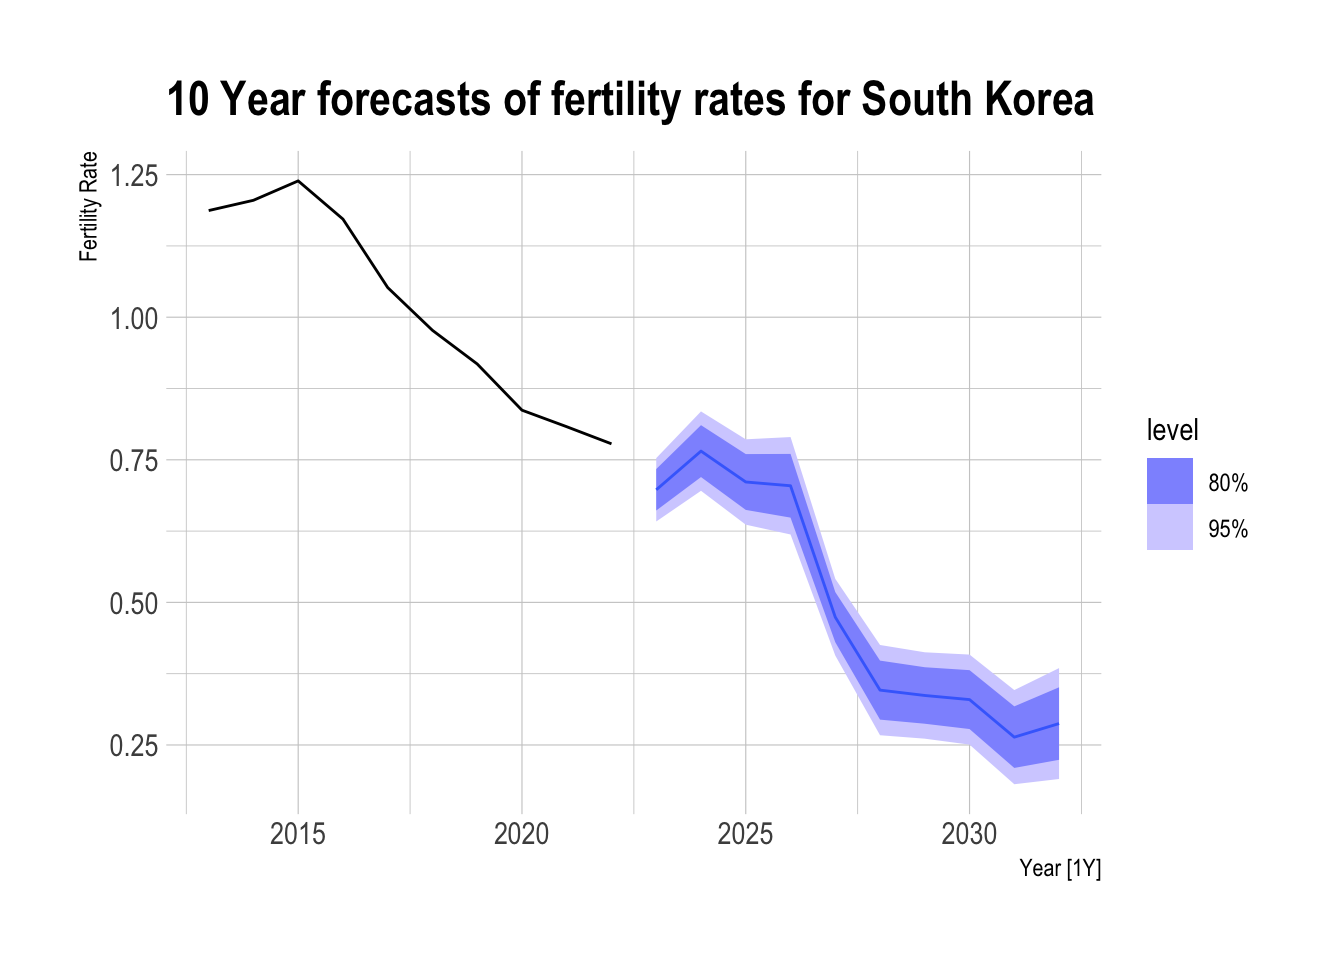 10 Year forecasts of fertility rates for South Korea
Fertility Rate
1.25
1.00
0.75
0.50
0.25
2015 2020 2025 2030
Year [1Y]
level
80%
95%